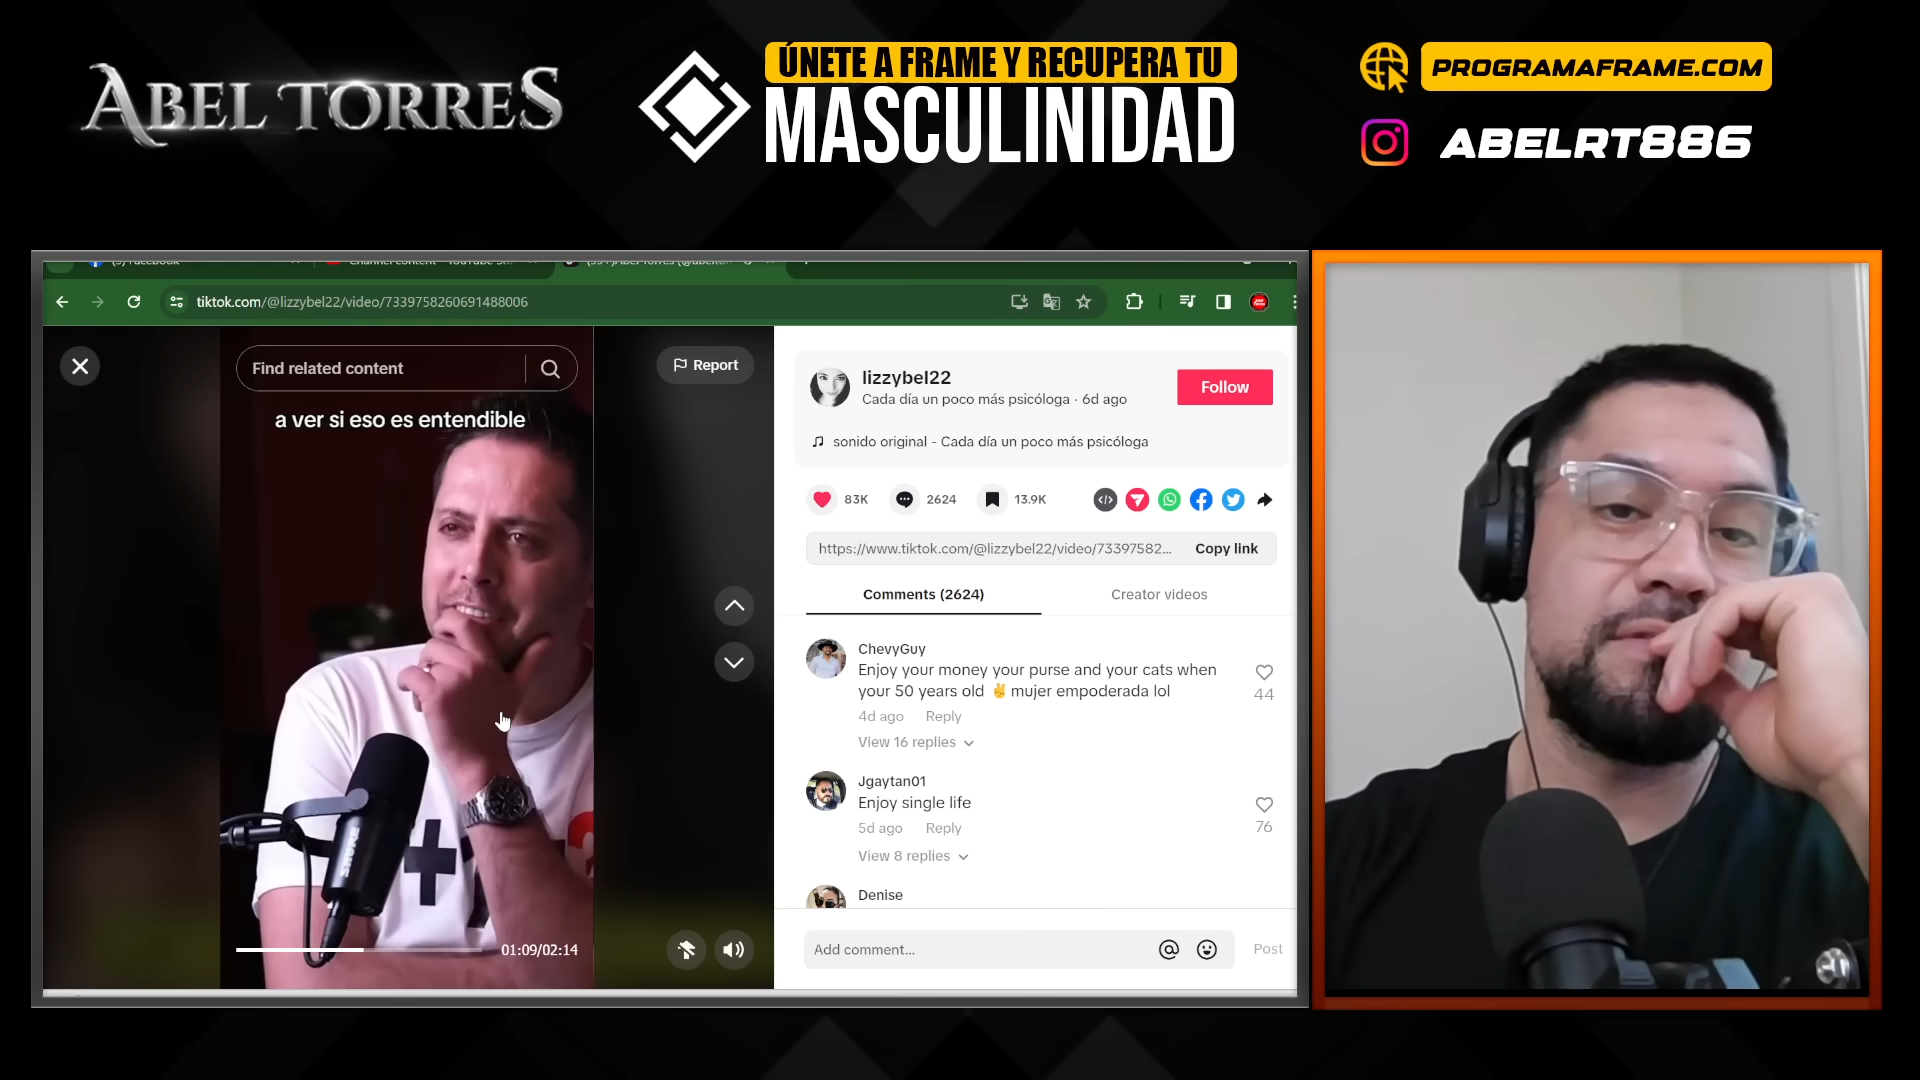 ABEL TORRES
ÚNETE A FRAME Y RECUPERA TU
MASCULINIDAD
PROGRAMAFRAME.COM
ABELRT886
tiktok.com/@lizzybel22/video/7339758260691488006
Find related content
Report
a ver si eso es entendible
SHURE
01:09/02:14
lizzybel22
Cada día un poco más psicóloga · 6d ago
Follow
sonido original - Cada día un poco más psicóloga
83K
2624
13.9K
https://www.tiktok.com/@lizzybel22/video/73397582...
Copy link
Comments (2624)
Creator videos
ChevyGuy
Enjoy your money your purse and your cats when
your 50 years old ✌ mujer empoderada lol
44
4d ago
Reply
View 16 replies
Jgaytan01
Enjoy single life
76
5d ago
Reply
View 8 replies
Denise
Add comment...
Post